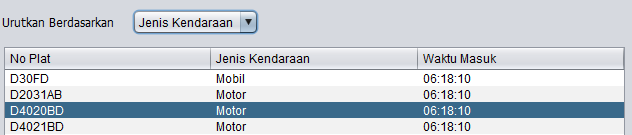 Urutkan Berdasarkan Jenis Kendaraan
No Plat Jenis Kendaraan Waktu Masuk
D30FD Mobil 06:18:10
D2031AB Motor 06:18:10
D4020BD Motor 06:18:10
D4021BD Motor 06:18:10